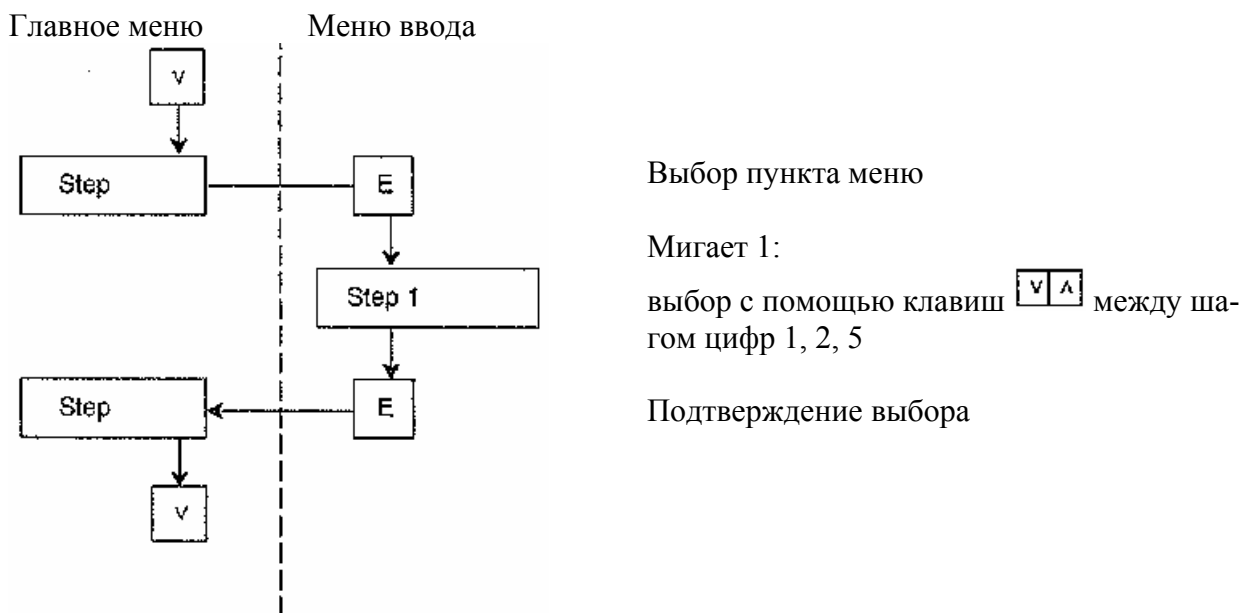 Главное меню Меню ввода
v
Step E
Выбор пункта меню
Мигает 1:
Step 1
выбор с помощью клавиш v ʌ между ша-
гом цифр 1, 2, 5
Step E
Подтверждение выбора
v